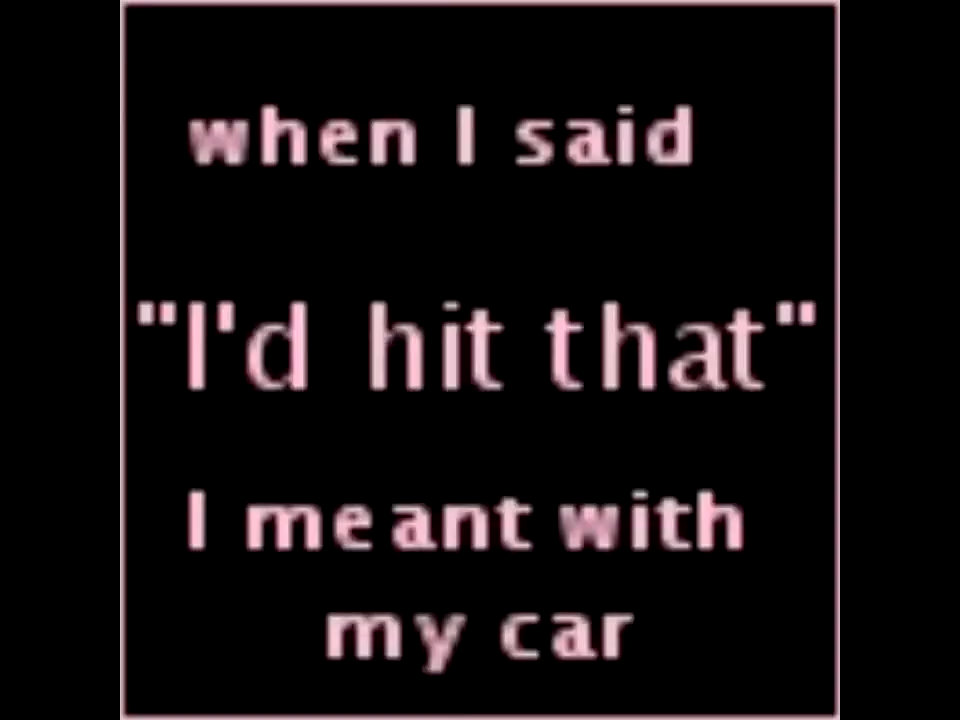 when I said
"I'd hit that"
I meant with
my car